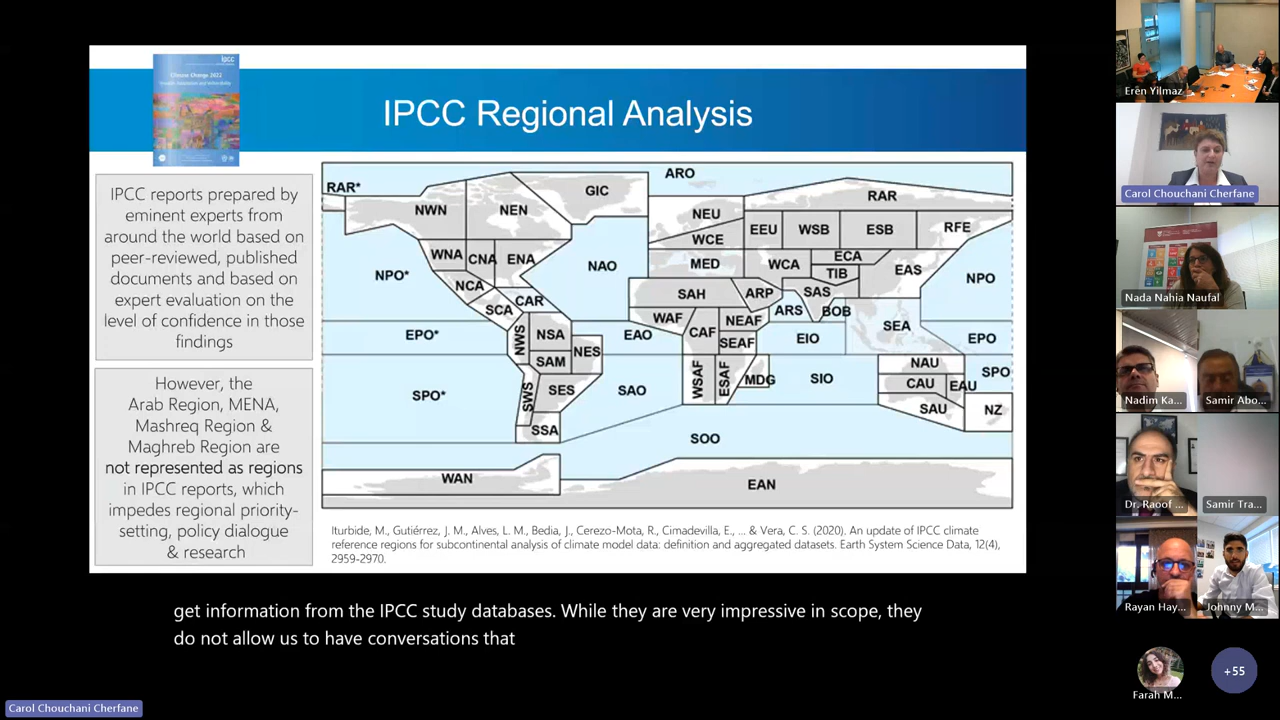 ipcc
Climate Change 2022
IPCC Regional Analysis
IPCC reports prepared by
eminent experts from
around the world based on
peer-reviewed, published
documents and based on
expert evaluation on the
level of confidence in those
findings
However, the
Arab Region, MENA,
Mashreq Region &
Maghreb Region are
not represented as regions
in IPCC reports, which
impedes regional priority-
setting, policy dialogue
& research
ARO
RAR*
GIC
RAR
NWN
NEN
NEU
RFE
EEU
WSB
ESB
WCE
WNA
CNA
ENA
ECA
NPO*
NAO
MED
WCA
TIB
EAS
NPO
NCA
SAH
ARP
SAS
SCA
CAR
ARS
BOB
WAF
NEAF
SEA
CAF
EPO*
NWS
NSA
EAO
SEAF
EIO
EPO
NES
SAM
NAU
SPO*
SWS
SES
SAO
WSAF
ESAF
MDG
SIO
CAU
EAU
SPO
SAU
NZ
SSA
SOO
WAN
EAN
Iturbide, M., Gutiérrez, J. M., Alves, L. M., Bedia, J., Cerezo-Mota, R., Cimadevilla, E., ... & Vera, C. S. (2020). An update of IPCC climate
reference regions for subcontinental analysis of climate model data: definition and aggregated datasets. Earth System Science Data, 12(4),
2959-2970.
get information from the IPCC study databases. While they are very impressive in scope, they
do not allow us to have conversations that
Carol Chouchani Cherfane
Eren Yilmaz
Carol Chouchani Cherfane
Nada Nahia Naufal
Nadim Ka...
Samir Abo...
Dr. Raoof ...
Samir Tra...
Rayan Hay...
Johnny M...
Farah M...
+55